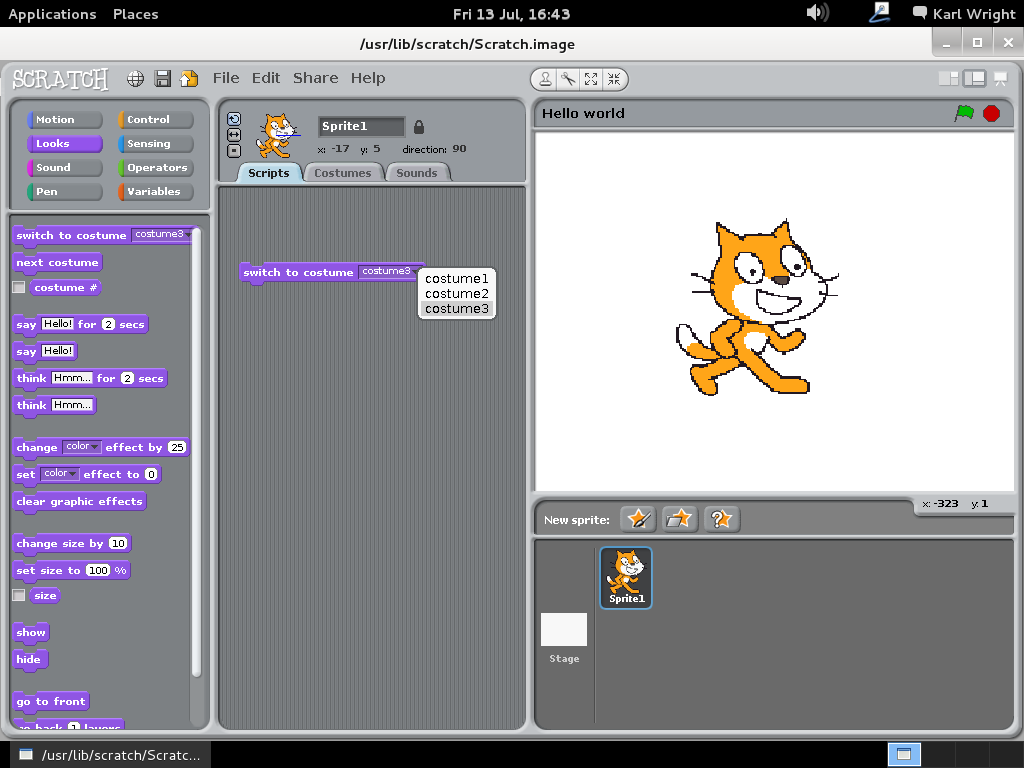 Applications Places Fri 13 Jul, 16:43 Karl Wright
/usr/lib/scratch/Scratch.image
SCRATCH File Edit Share Help
Motion Control
Looks Sensing
Sound Operators
Pen Variables
Sprite1
x: -17 y: 5 direction: 90
Scripts Costumes Sounds
switch to costume costume3
next costume
costume #
say Hello! for 2 secs
say Hello!
think Hmm... for 2 secs
think Hmm...
change color effect by 25
set color effect to 0
clear graphic effects
change size by 10
set size to 100 %
size
show
hide
go to front
go back 1 layers
switch to costume costume3
costume1
costume2
costume3
Hello world
x: -323 y: 1
New sprite:
Sprite1
Stage
/usr/lib/scratch/Scratc...